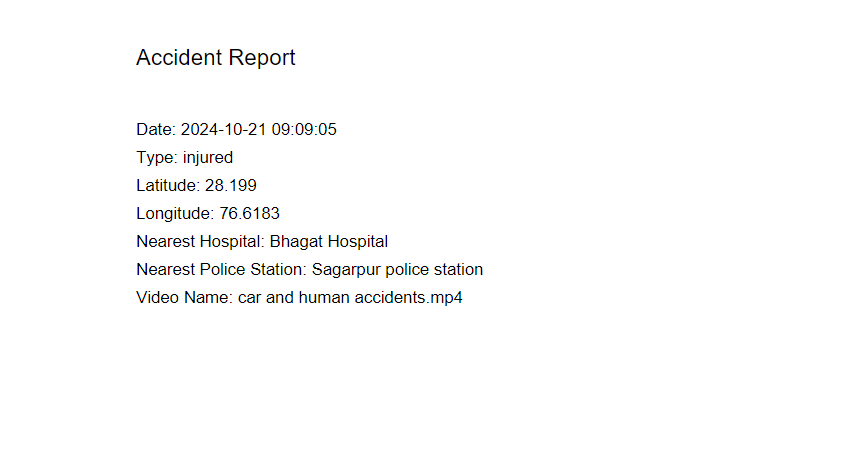 Accident Report
Date: 2024-10-21 09:09:05
Type: injured
Latitude: 28.199
Longitude: 76.6183
Nearest Hospital: Bhagat Hospital
Nearest Police Station: Sagarpur police station
Video Name: car and human accidents.mp4